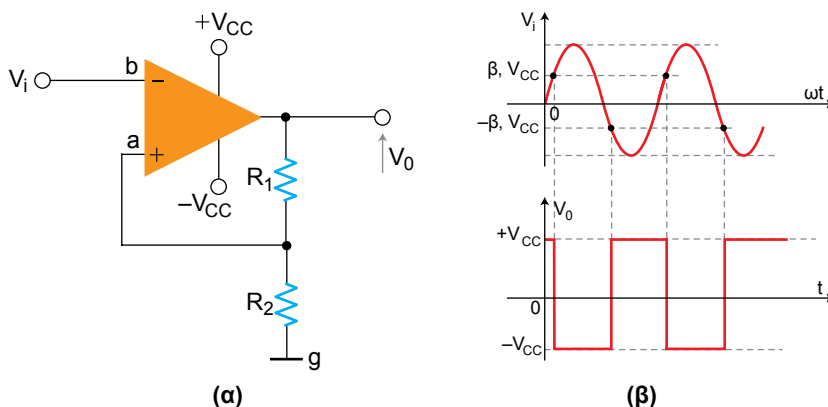 +VCC
Vi
b
−
a
+
−VCC
V0
R1
R2
g
(α)
Vi
β, VCC
0
ωt
−β, VCC
V0
+VCC
0
t
−VCC
(β)